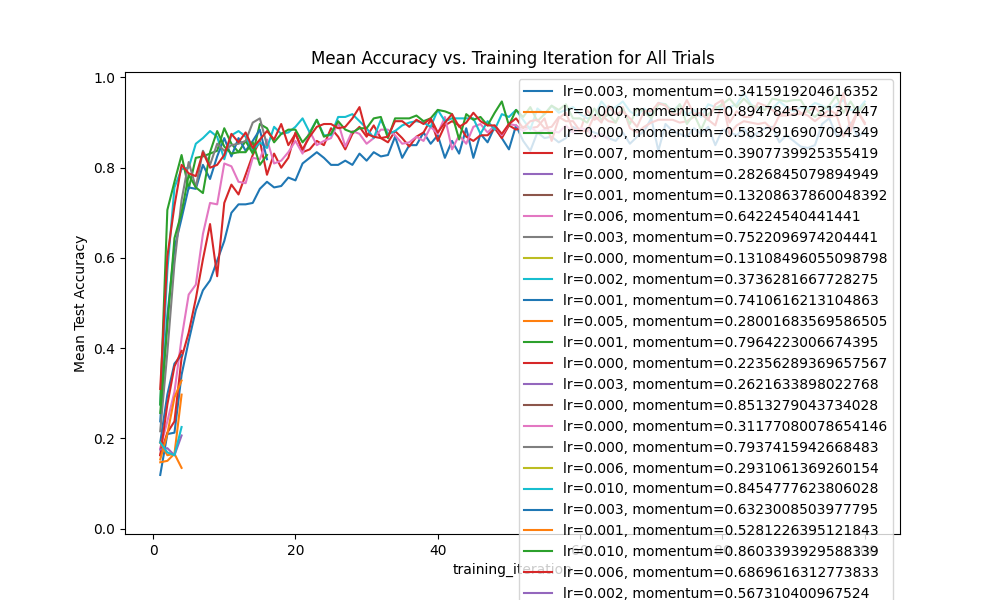 Mean Accuracy vs. Training Iteration for All Trials
1.0
0.8
0.6
0.4
0.2
0.0
Mean Test Accuracy
0
20
40
60
80
100
training_iteration
lr=0.003, momentum=0.3415919204616352
lr=0.000, momentum=0.8947845773137447
lr=0.000, momentum=0.5832916907094349
lr=0.007, momentum=0.3907739925355419
lr=0.000, momentum=0.2826845079894949
lr=0.001, momentum=0.13208637860048392
lr=0.006, momentum=0.64224540441441
lr=0.003, momentum=0.7522096974204441
lr=0.000, momentum=0.13108496055098798
lr=0.002, momentum=0.3736281667728275
lr=0.001, momentum=0.7410616213104863
lr=0.005, momentum=0.28001683569586505
lr=0.001, momentum=0.7964223006674395
lr=0.000, momentum=0.22356289369657567
lr=0.003, momentum=0.2621633898022768
lr=0.000, momentum=0.8513279043734028
lr=0.000, momentum=0.31177080078654146
lr=0.000, momentum=0.7937415942668483
lr=0.006, momentum=0.2931061369260154
lr=0.010, momentum=0.8454777623806028
lr=0.003, momentum=0.6323008503977795
lr=0.001, momentum=0.5281226395121843
lr=0.010, momentum=0.8603393929588339
lr=0.006, momentum=0.6869616312773833
lr=0.002, momentum=0.567310400967524